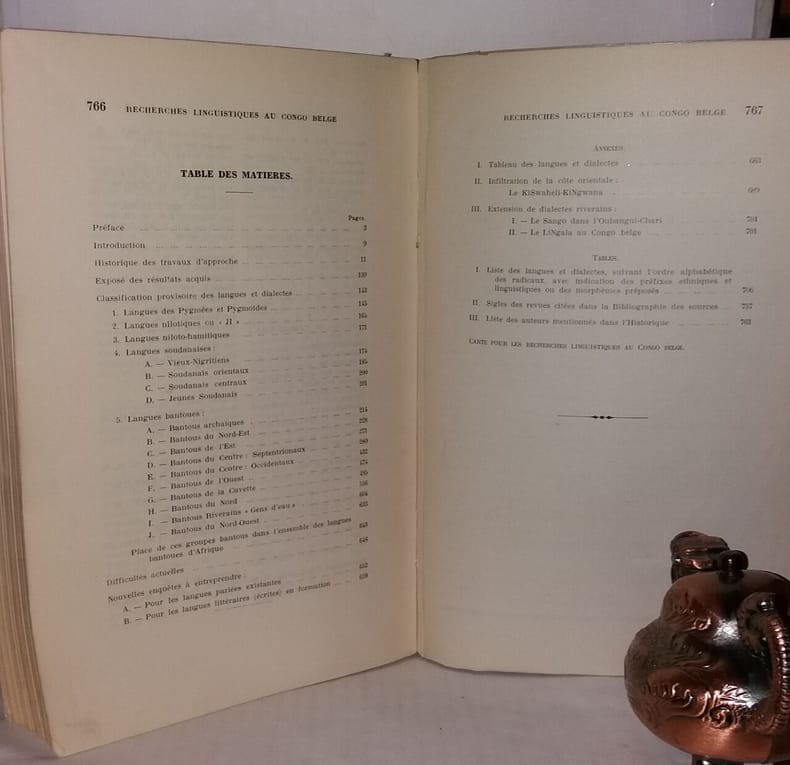 766 RECHERCHES LINGUISTIQUES AU CONGO BELGE
TABLE DES MATIERES.
Pages
Préface 3
Introduction 9
Historique des travaux d'approche 11
Exposé des résultats acquis
Classification provisoire des langues et dialectes
1. Langues des Pygmées et Pygmoïdes
2. Langues nilotiques ou « JI »
3. Langues niloto-hamitiques
4. Langues soudanaises :
A. — Vieux-Nigritiens
B. — Soudanais orientaux
C. — Soudanais centraux
D. — Jeunes Soudanais
5. Langues bantoues :
A. — Bantous archaïques
B. — Bantous du Nord-Est
C. — Bantous de l'Est
D. — Bantous du Centre : Septentrionaux
E. — Bantous du Centre : Occidentaux
F. — Bantous de l'Ouest
G. — Bantous de la Cuvette
H. — Bantous du Nord
I. — Bantous Riverains « Gens d'eau »
J. — Bantous du Nord-Ouest
Place de ces groupes bantous dans l'ensemble des langues
bantoues d'Afrique
Difficultés actuelles
Nouvelles enquêtes à entreprendre :
A. — Pour les langues parlées existantes
B. — Pour les langues littéraires (écrites) en formation
RECHERCHES LINGUISTIQUES AU CONGO BELGE 767
ANNEXES.
I. Tableau des langues et dialectes 663
II. Infiltration de la côte orientale :
Le KiSwaheli-KiNgwana
III. Extension de dialectes riverains :
I. — Le Sango dans l'Oubangui-Chari
II. — Le LiNgala au Congo belge
TABLES.
I. Liste des langues et dialectes, suivant l'ordre alphabétique
des radicaux, avec indication des préfixes ethniques et
linguistiques ou des morphèmes préposés
II. Sigles des revues citées dans la Bibliographie des sources
III. Liste des auteurs mentionnés dans l'Historique
CARTE POUR LES RECHERCHES LINGUISTIQUES AU CONGO BELGE.